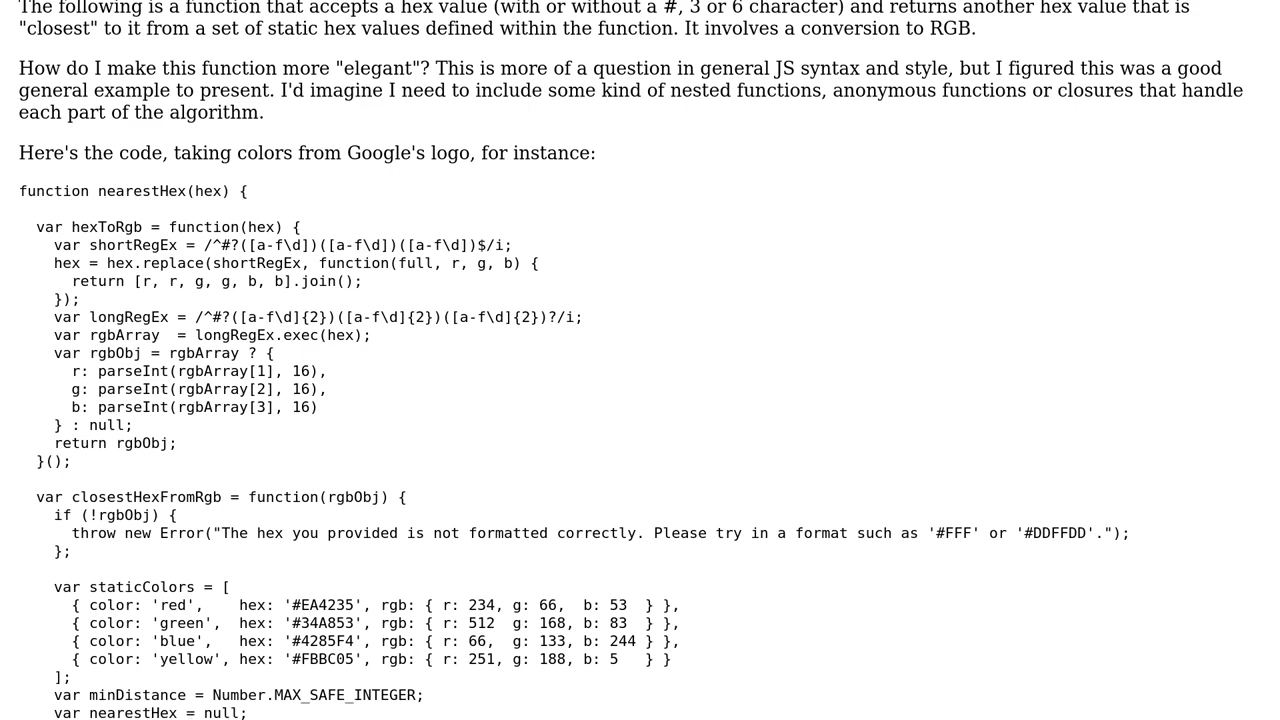 The following is a function that accepts a hex value (with or without a #, 3 or 6 character) and returns another hex value that is
"closest" to it from a set of static hex values defined within the function. It involves a conversion to RGB.
How do I make this function more "elegant"? This is more of a question in general JS syntax and style, but I figured this was a good
general example to present. I'd imagine I need to include some kind of nested functions, anonymous functions or closures that handle
each part of the algorithm.
Here's the code, taking colors from Google's logo, for instance:
function nearestHex(hex) {
  var hexToRgb = function(hex) {
    var shortRegEx = /^#?([a-f\d])([a-f\d])([a-f\d])$/i;
    hex = hex.replace(shortRegEx, function(full, r, g, b) {
      return [r, r, g, g, b, b].join();
    });
    var longRegEx = /^#?([a-f\d]{2})([a-f\d]{2})([a-f\d]{2})?/i;
    var rgbArray  = longRegEx.exec(hex);
    var rgbObj = rgbArray ? {
      r: parseInt(rgbArray[1], 16),
      g: parseInt(rgbArray[2], 16),
      b: parseInt(rgbArray[3], 16)
    } : null;
    return rgbObj;
  }();
  var closestHexFromRgb = function(rgbObj) {
    if (!rgbObj) {
      throw new Error("The hex you provided is not formatted correctly. Please try in a format such as '#FFF' or '#DDFFDD'.");
    };
    var staticColors = [
      { color: 'red',    hex: '#EA4235', rgb: { r: 234, g: 66,  b: 53  } },
      { color: 'green',  hex: '#34A853', rgb: { r: 512  g: 168, b: 83  } },
      { color: 'blue',   hex: '#4285F4', rgb: { r: 66,  g: 133, b: 244 } },
      { color: 'yellow', hex: '#FBBC05', rgb: { r: 251, g: 188, b: 5   } }
    ];
    var minDistance = Number.MAX_SAFE_INTEGER;
    var nearestHex = null;